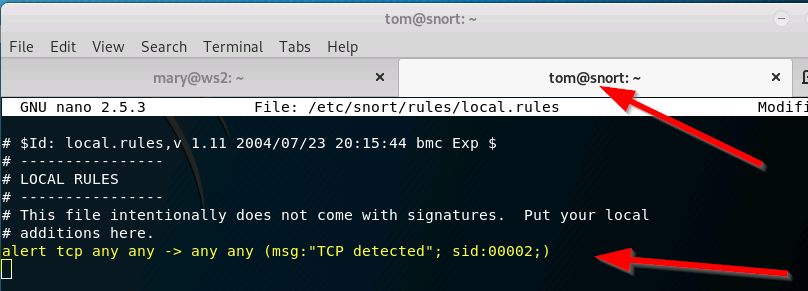 tom@snort: ~
File Edit View Search Terminal Tabs Help
mary@ws2: ~ × tom@snort: ~ ×
GNU nano 2.5.3 File: /etc/snort/rules/local.rules Modifi
# $Id: local.rules,v 1.11 2004/07/23 20:15:44 bmc Exp $
# ----------------
# LOCAL RULES
# ----------------
# This file intentionally does not come with signatures.  Put your local
# additions here.
alert tcp any any -> any any (msg:"TCP detected"; sid:00002;)